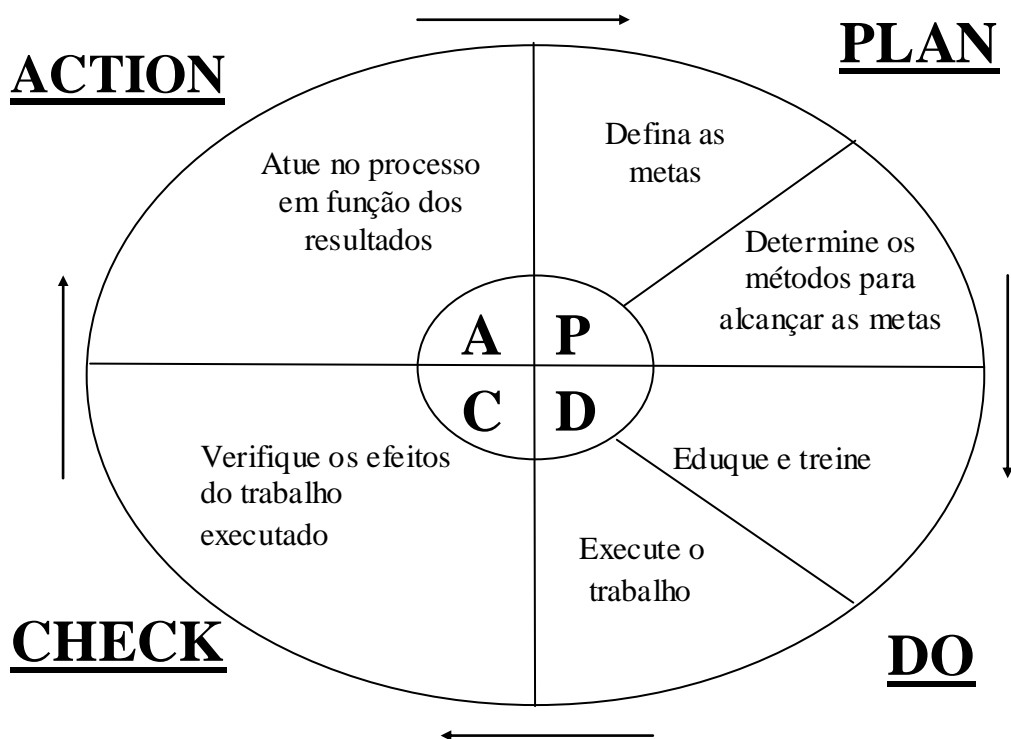 ACTION
PLAN
Atue no processo
em função dos
resultados
Defina as
metas
Determine os
métodos para
alcançar as metas
A P
C D
Verifique os efeitos
do trabalho
executado
Eduque e treine
Execute o
trabalho
CHECK
DO